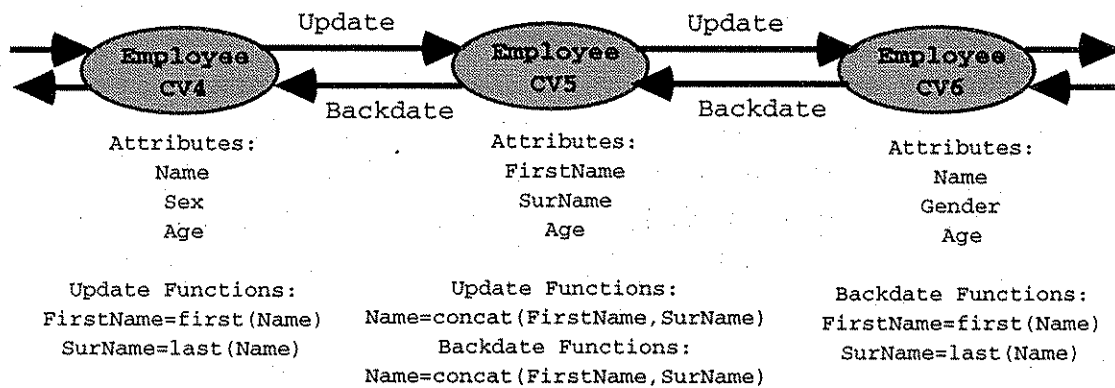 Update
Update
Employee
CV4
Employee
CV5
Employee
CV6
Backdate
Backdate
Attributes:
Name
Sex
Age
Attributes:
FirstName
SurName
Age
Attributes:
Name
Gender
Age
Update Functions:
FirstName=first(Name)
SurName=last(Name)
Update Functions:
Name=concat(FirstName,SurName)
Backdate Functions:
Name=concat(FirstName,SurName)
Backdate Functions:
FirstName=first(Name)
SurName=last(Name)